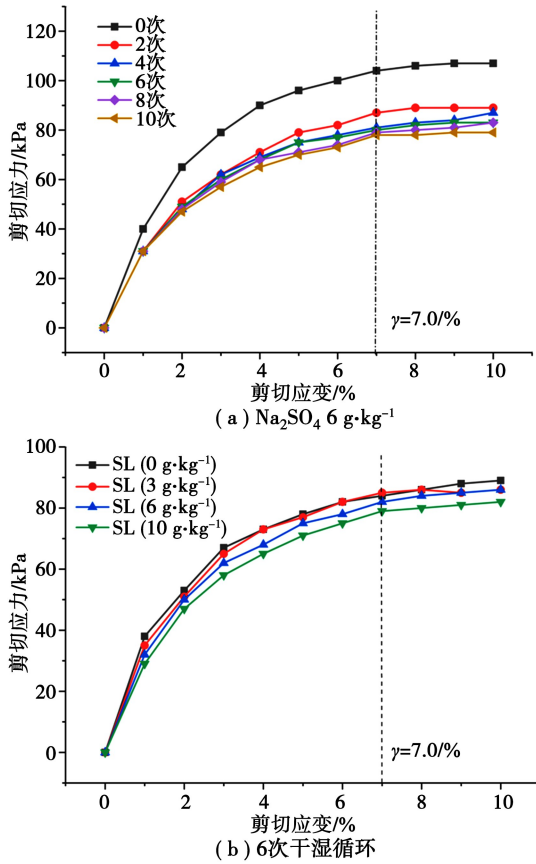 0次
2次
4次
6次
8次
10次
120
100
80
60
40
20
0
剪切应力/kPa
γ=7.0/%
0 2 4 6 8 10
剪切应变/%
(a) Na₂SO₄ 6 g·kg⁻¹
SL (0 g·kg⁻¹)
SL (3 g·kg⁻¹)
SL (6 g·kg⁻¹)
SL (10 g·kg⁻¹)
100
80
60
40
20
0
剪切应力/kPa
γ=7.0/%
0 2 4 6 8 10
剪切应变/%
(b) 6次干湿循环